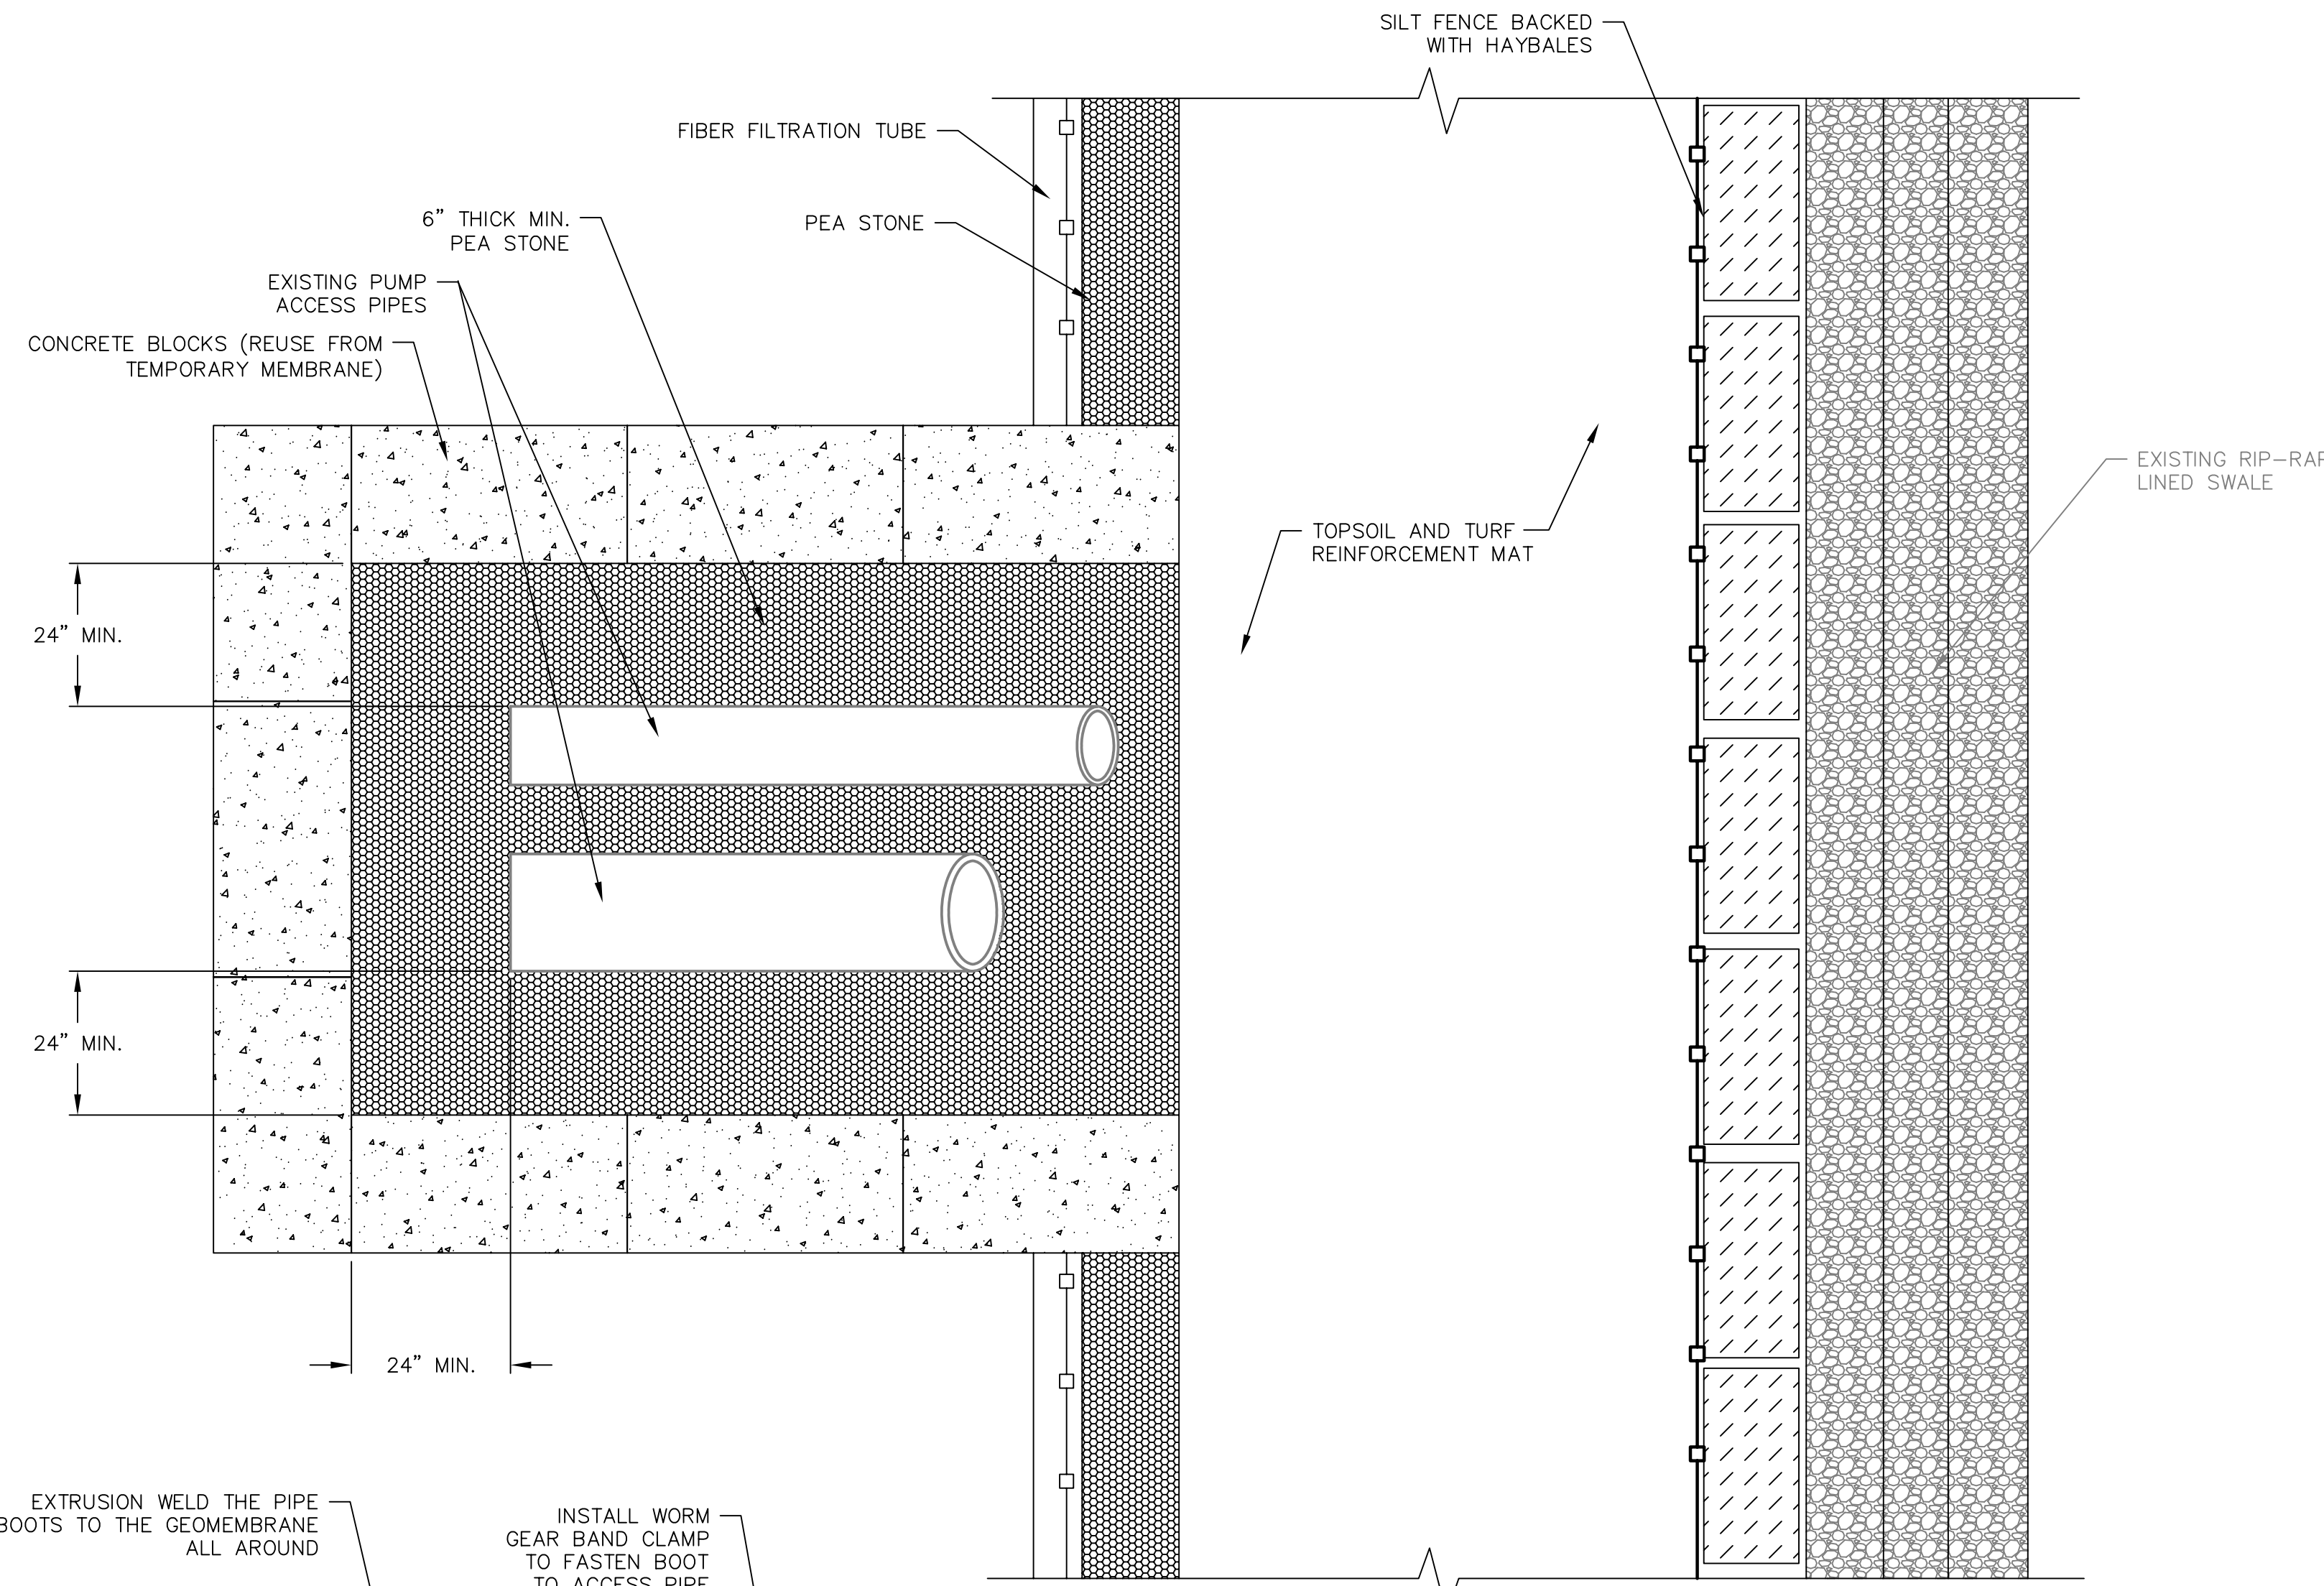 SILT FENCE BACKED
WITH HAYBALES
FIBER FILTRATION TUBE
6” THICK MIN.
PEA STONE
PEA STONE
EXISTING PUMP
ACCESS PIPES
CONCRETE BLOCKS (REUSE FROM
TEMPORARY MEMBRANE)
EXISTING RIP-RAP
LINED SWALE
TOPSOIL AND TURF
REINFORCEMENT MAT
24” MIN.
24” MIN.
24” MIN.
EXTRUSION WELD THE PIPE
BOOTS TO THE GEOMEMBRANE
ALL AROUND
INSTALL WORM
GEAR BAND CLAMP
TO FASTEN BOOT
TO ACCESS PIPE